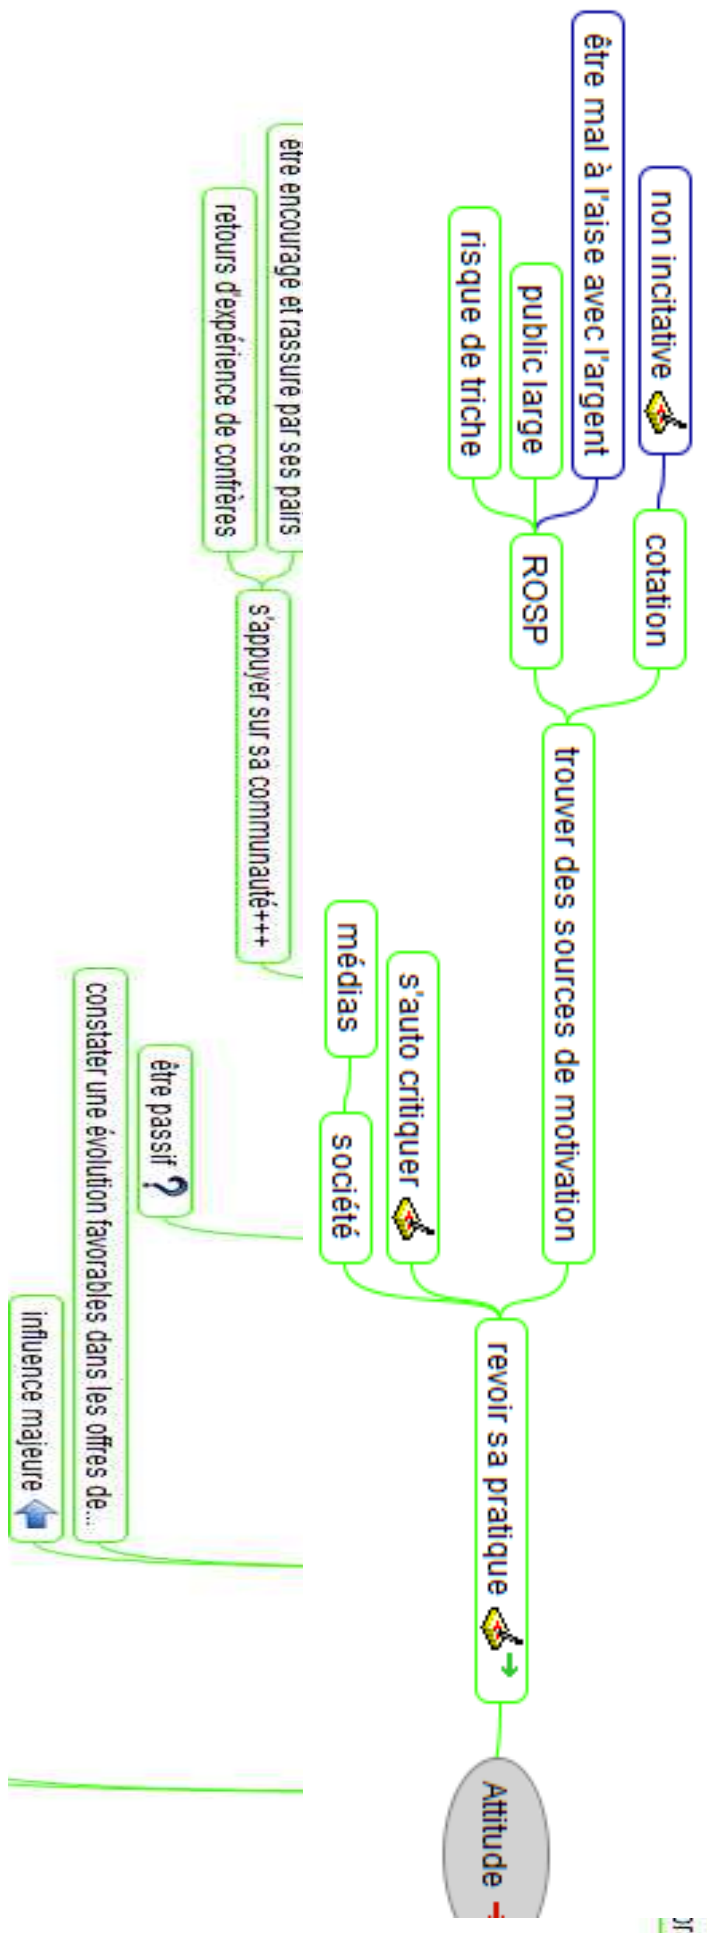 non incitative
cotation
être mal à l'aise avec l'argent
public large
risque de triche
ROSP
trouver des sources de motivation
s'auto critiquer
médias
société
revoir sa pratique
Attitude
être encourage et rassure par ses pairs
retours d'expérience de confrères
s'appuyer sur sa communauté+++
être passif
constater une évolution favorables dans les offres de...
influence majeure